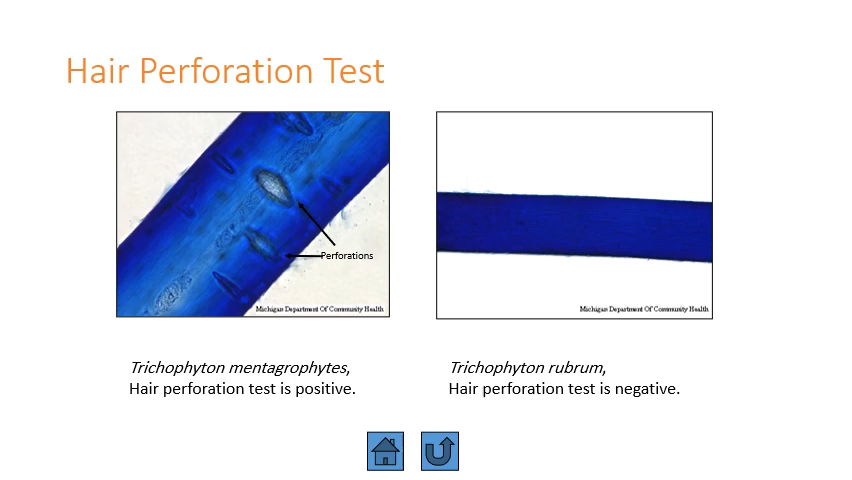 Hair Perforation Test
Perforations
Michigan Department Of Community Health
Michigan Department Of Community Health
Trichophyton mentagrophytes,
Hair perforation test is positive.
Trichophyton rubrum,
Hair perforation test is negative.